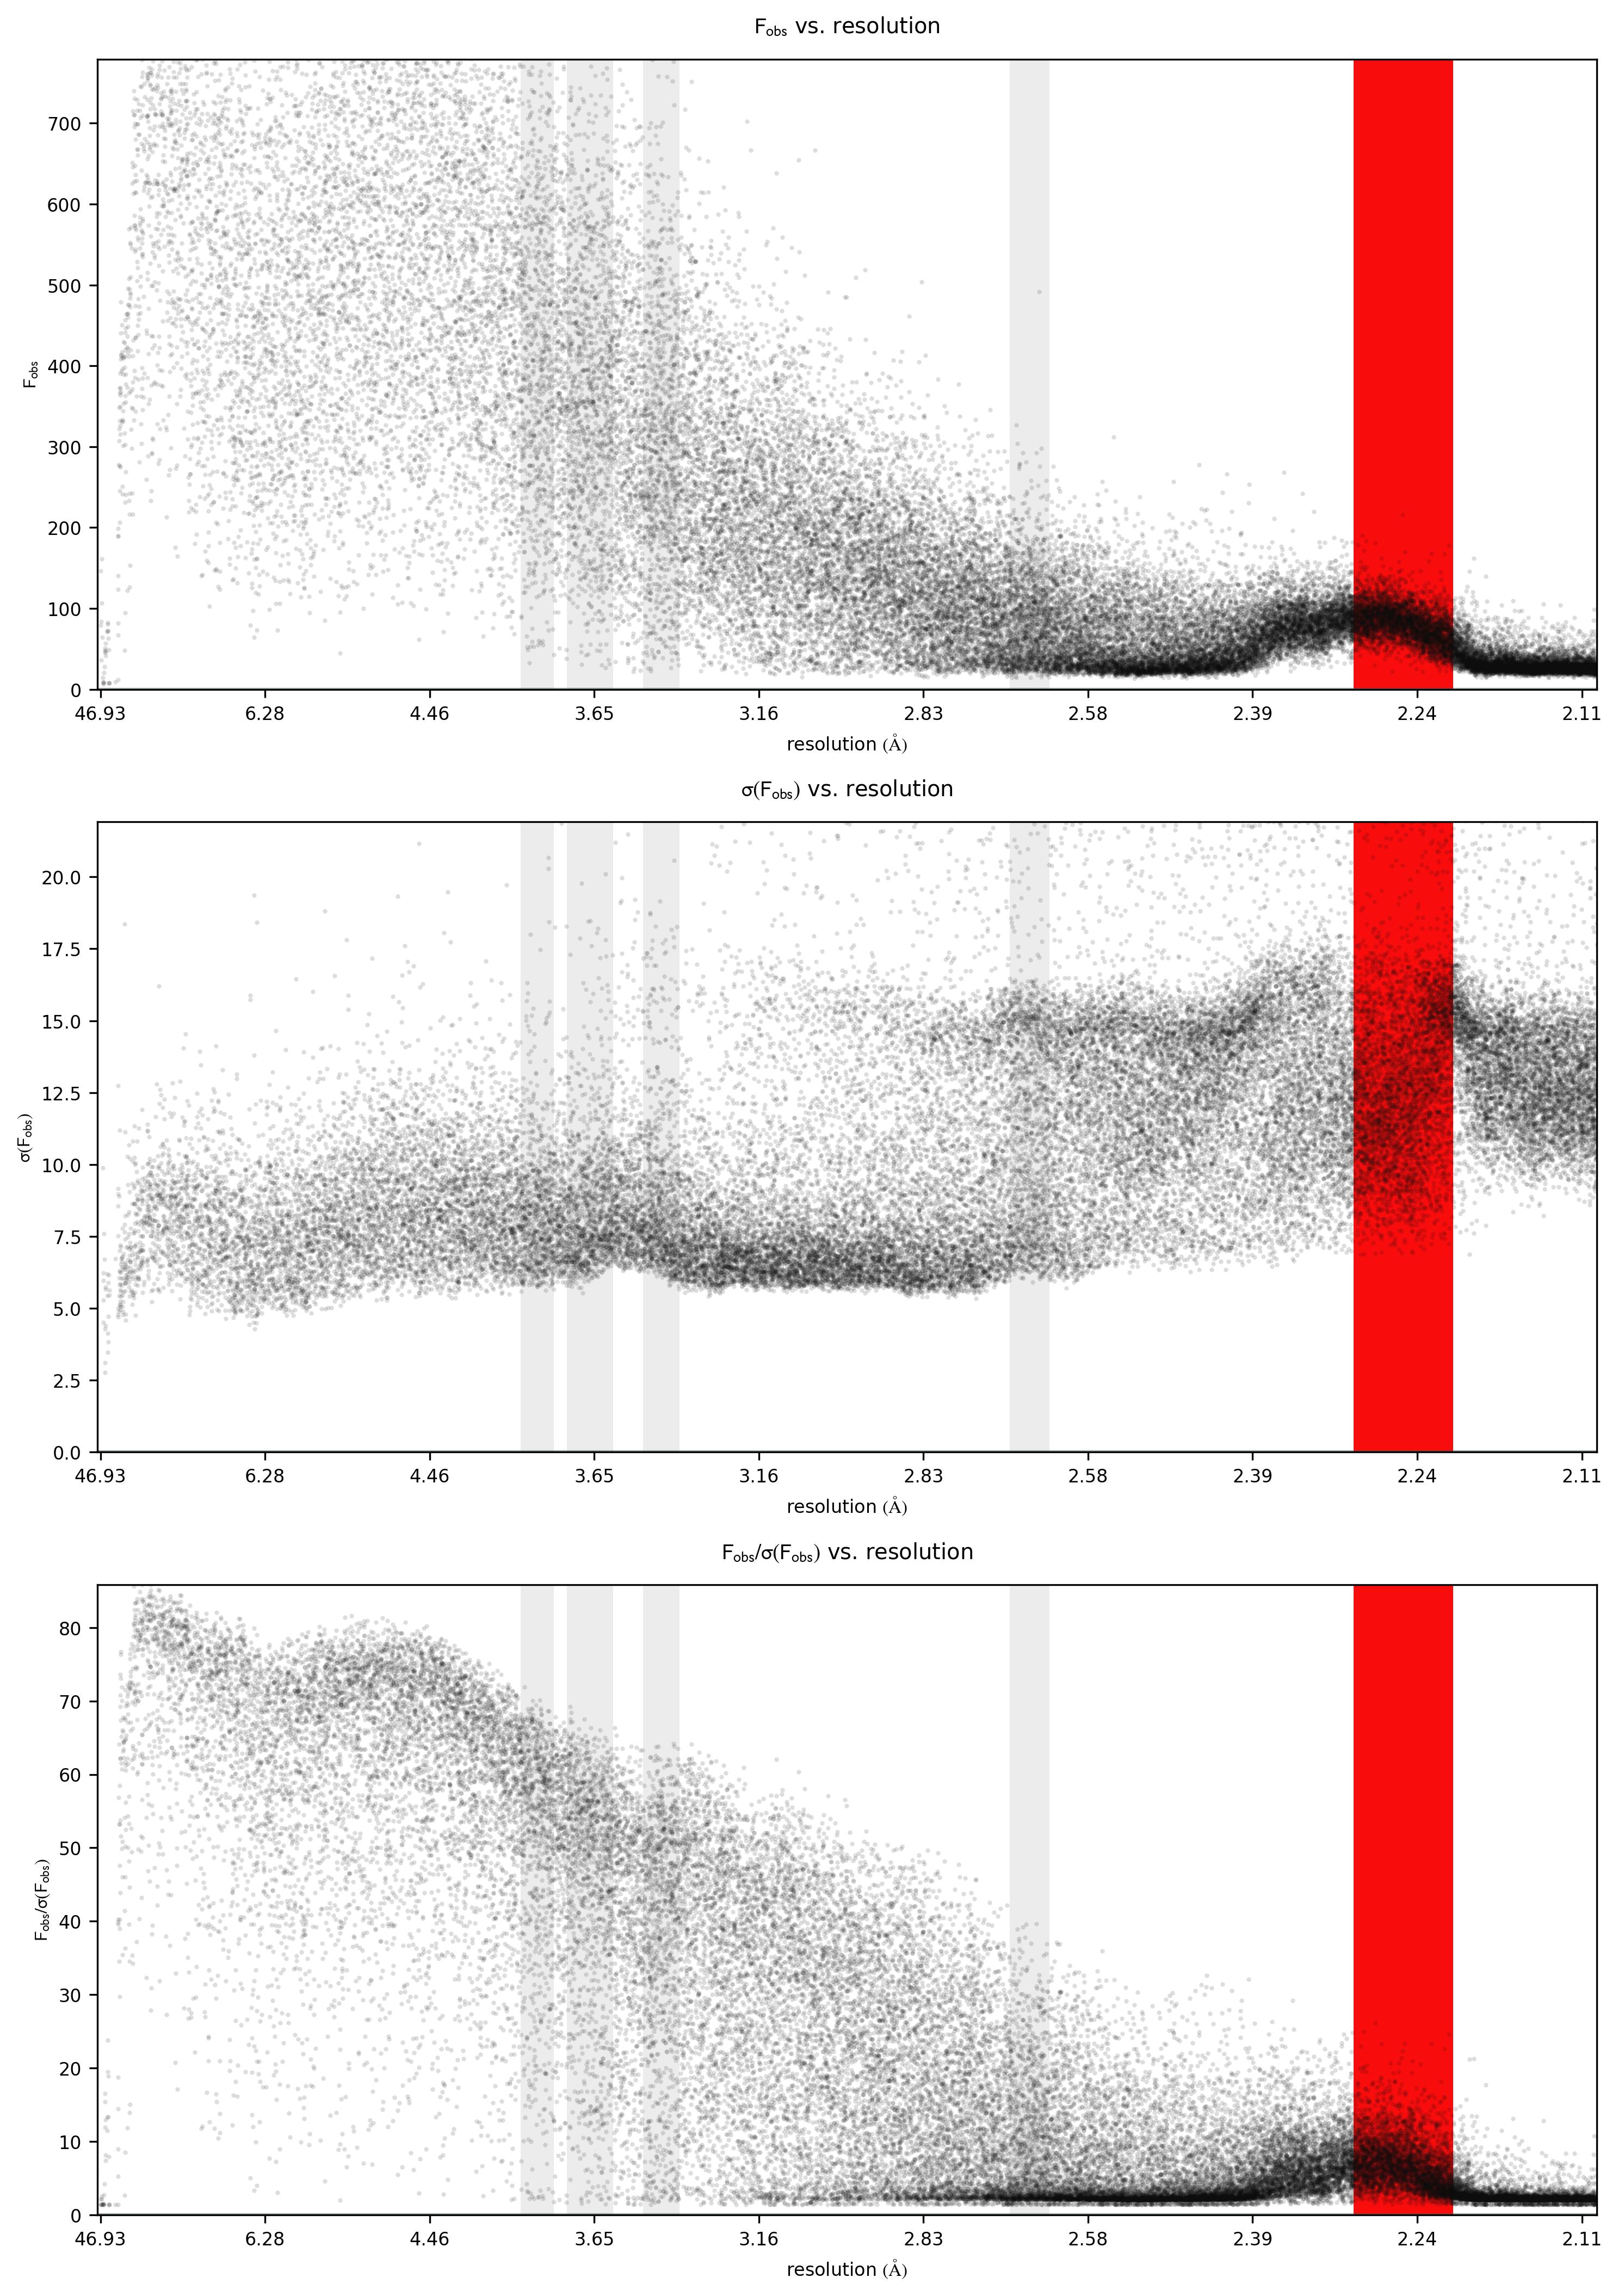 Fobs vs. resolution
Fobs
700
600
500
400
300
200
100
0
46.93 6.28 4.46 3.65 3.16 2.83 2.58 2.39 2.24 2.11
resolution (Å)
σ(Fobs) vs. resolution
σ(Fobs)
20.0
17.5
15.0
12.5
10.0
7.5
5.0
2.5
0.0
46.93 6.28 4.46 3.65 3.16 2.83 2.58 2.39 2.24 2.11
resolution (Å)
Fobs/σ(Fobs) vs. resolution
Fobs/σ(Fobs)
80
70
60
50
40
30
20
10
0
46.93 6.28 4.46 3.65 3.16 2.83 2.58 2.39 2.24 2.11
resolution (Å)